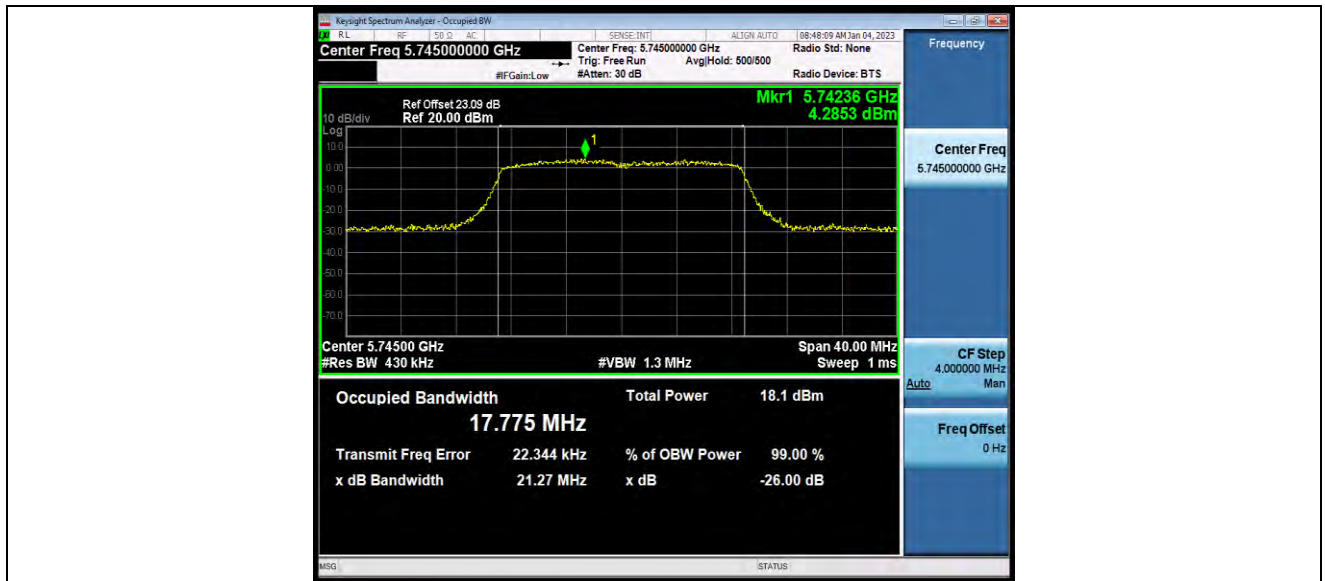 Keysight Spectrum Analyzer - Occupied BW
RL RF 50 Ω AC SENSE:INT ALIGN AUTO 08:48:09 AM Jan 04, 2023
Center Freq 5.745000000 GHz
Center Freq: 5.745000000 GHz Radio Std: None
Trig: Free Run Avg|Hold: 500/500
#IFGain:Low #Atten: 30 dB Radio Device: BTS
Mkr1 5.74236 GHz
4.2853 dBm
Ref Offset 23.09 dB
10 dB/div Ref 20.00 dBm
Log
10.0
0.00
-10.0
-20.0
-30.0
-40.0
-50.0
-60.0
-70.0
1
Center 5.74500 GHz Span 40.00 MHz
#Res BW 430 kHz #VBW 1.3 MHz Sweep 1 ms
Occupied Bandwidth Total Power 18.1 dBm
17.775 MHz
Transmit Freq Error 22.344 kHz % of OBW Power 99.00 %
x dB Bandwidth 21.27 MHz x dB -26.00 dB
MSG STATUS
Frequency
Center Freq
5.745000000 GHz
CF Step
4.000000 MHz
Auto Man
Freq Offset
0 Hz